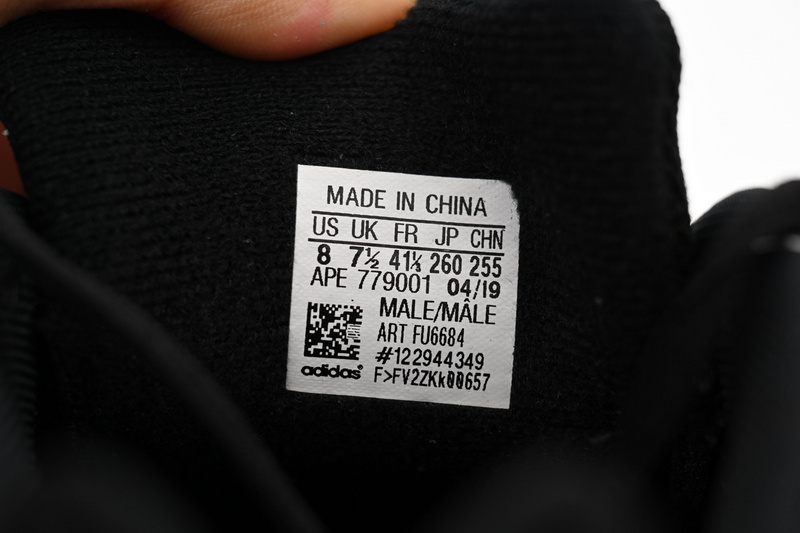 MADE IN CHINA
US UK FR JP CHN
8 7½ 41⅓ 260 255
APE 779001 04/19
MALE/MÂLE
ART FU6684
#122944349
adidas® F>FV2ZKk00657